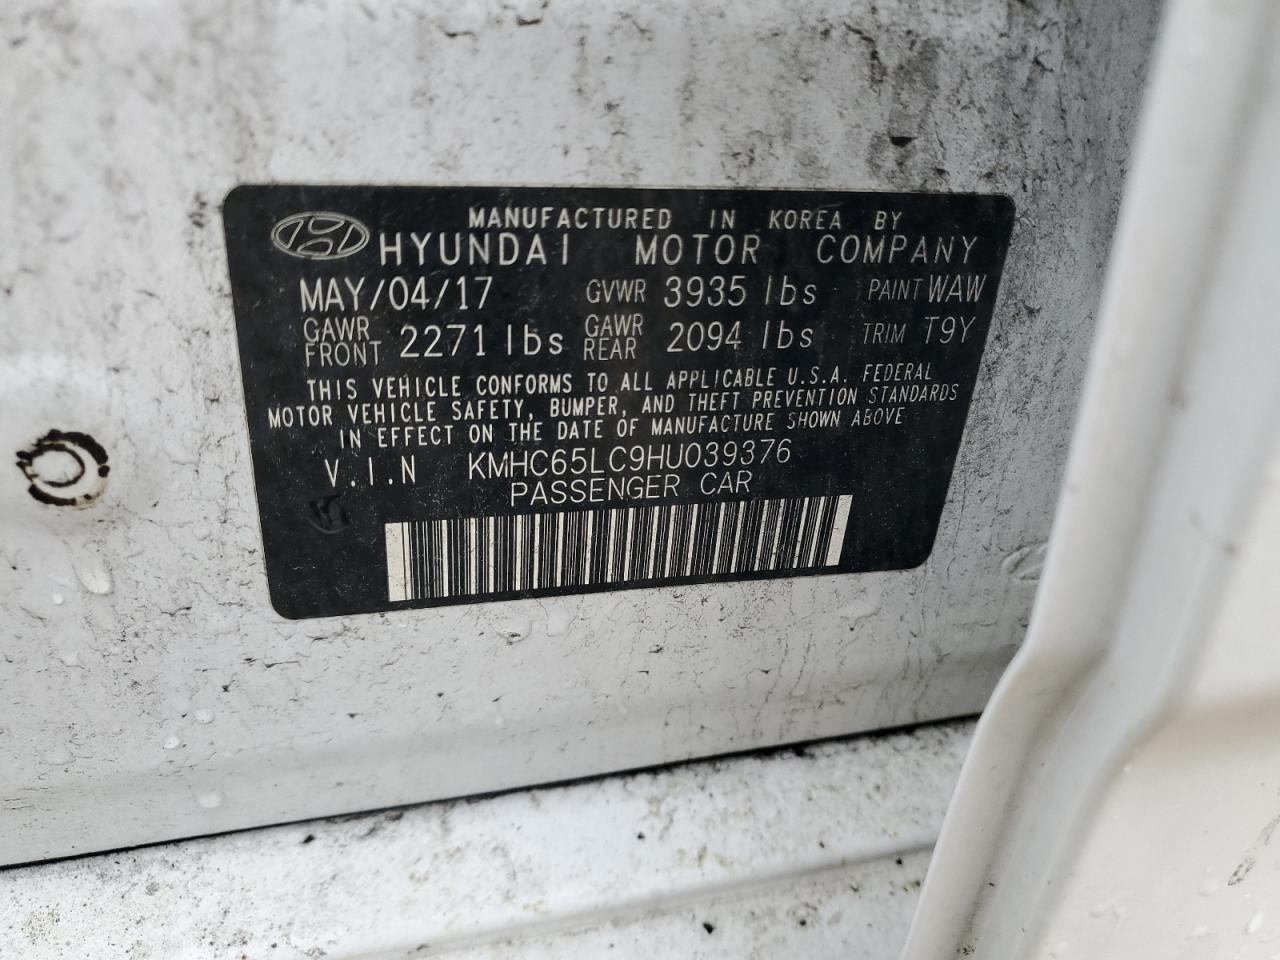 MANUFACTURED IN KOREA BY
HYUNDAI MOTOR COMPANY
MAY/04/17 GVWR 3935 lbs PAINT WAW
GAWR FRONT 2271 lbs GAWR REAR 2094 lbs TRIM T9Y
THIS VEHICLE CONFORMS TO ALL APPLICABLE U.S.A. FEDERAL
MOTOR VEHICLE SAFETY, BUMPER, AND THEFT PREVENTION STANDARDS
IN EFFECT ON THE DATE OF MANUFACTURE SHOWN ABOVE
V.I.N KMHC65LC9HU039376
PASSENGER CAR